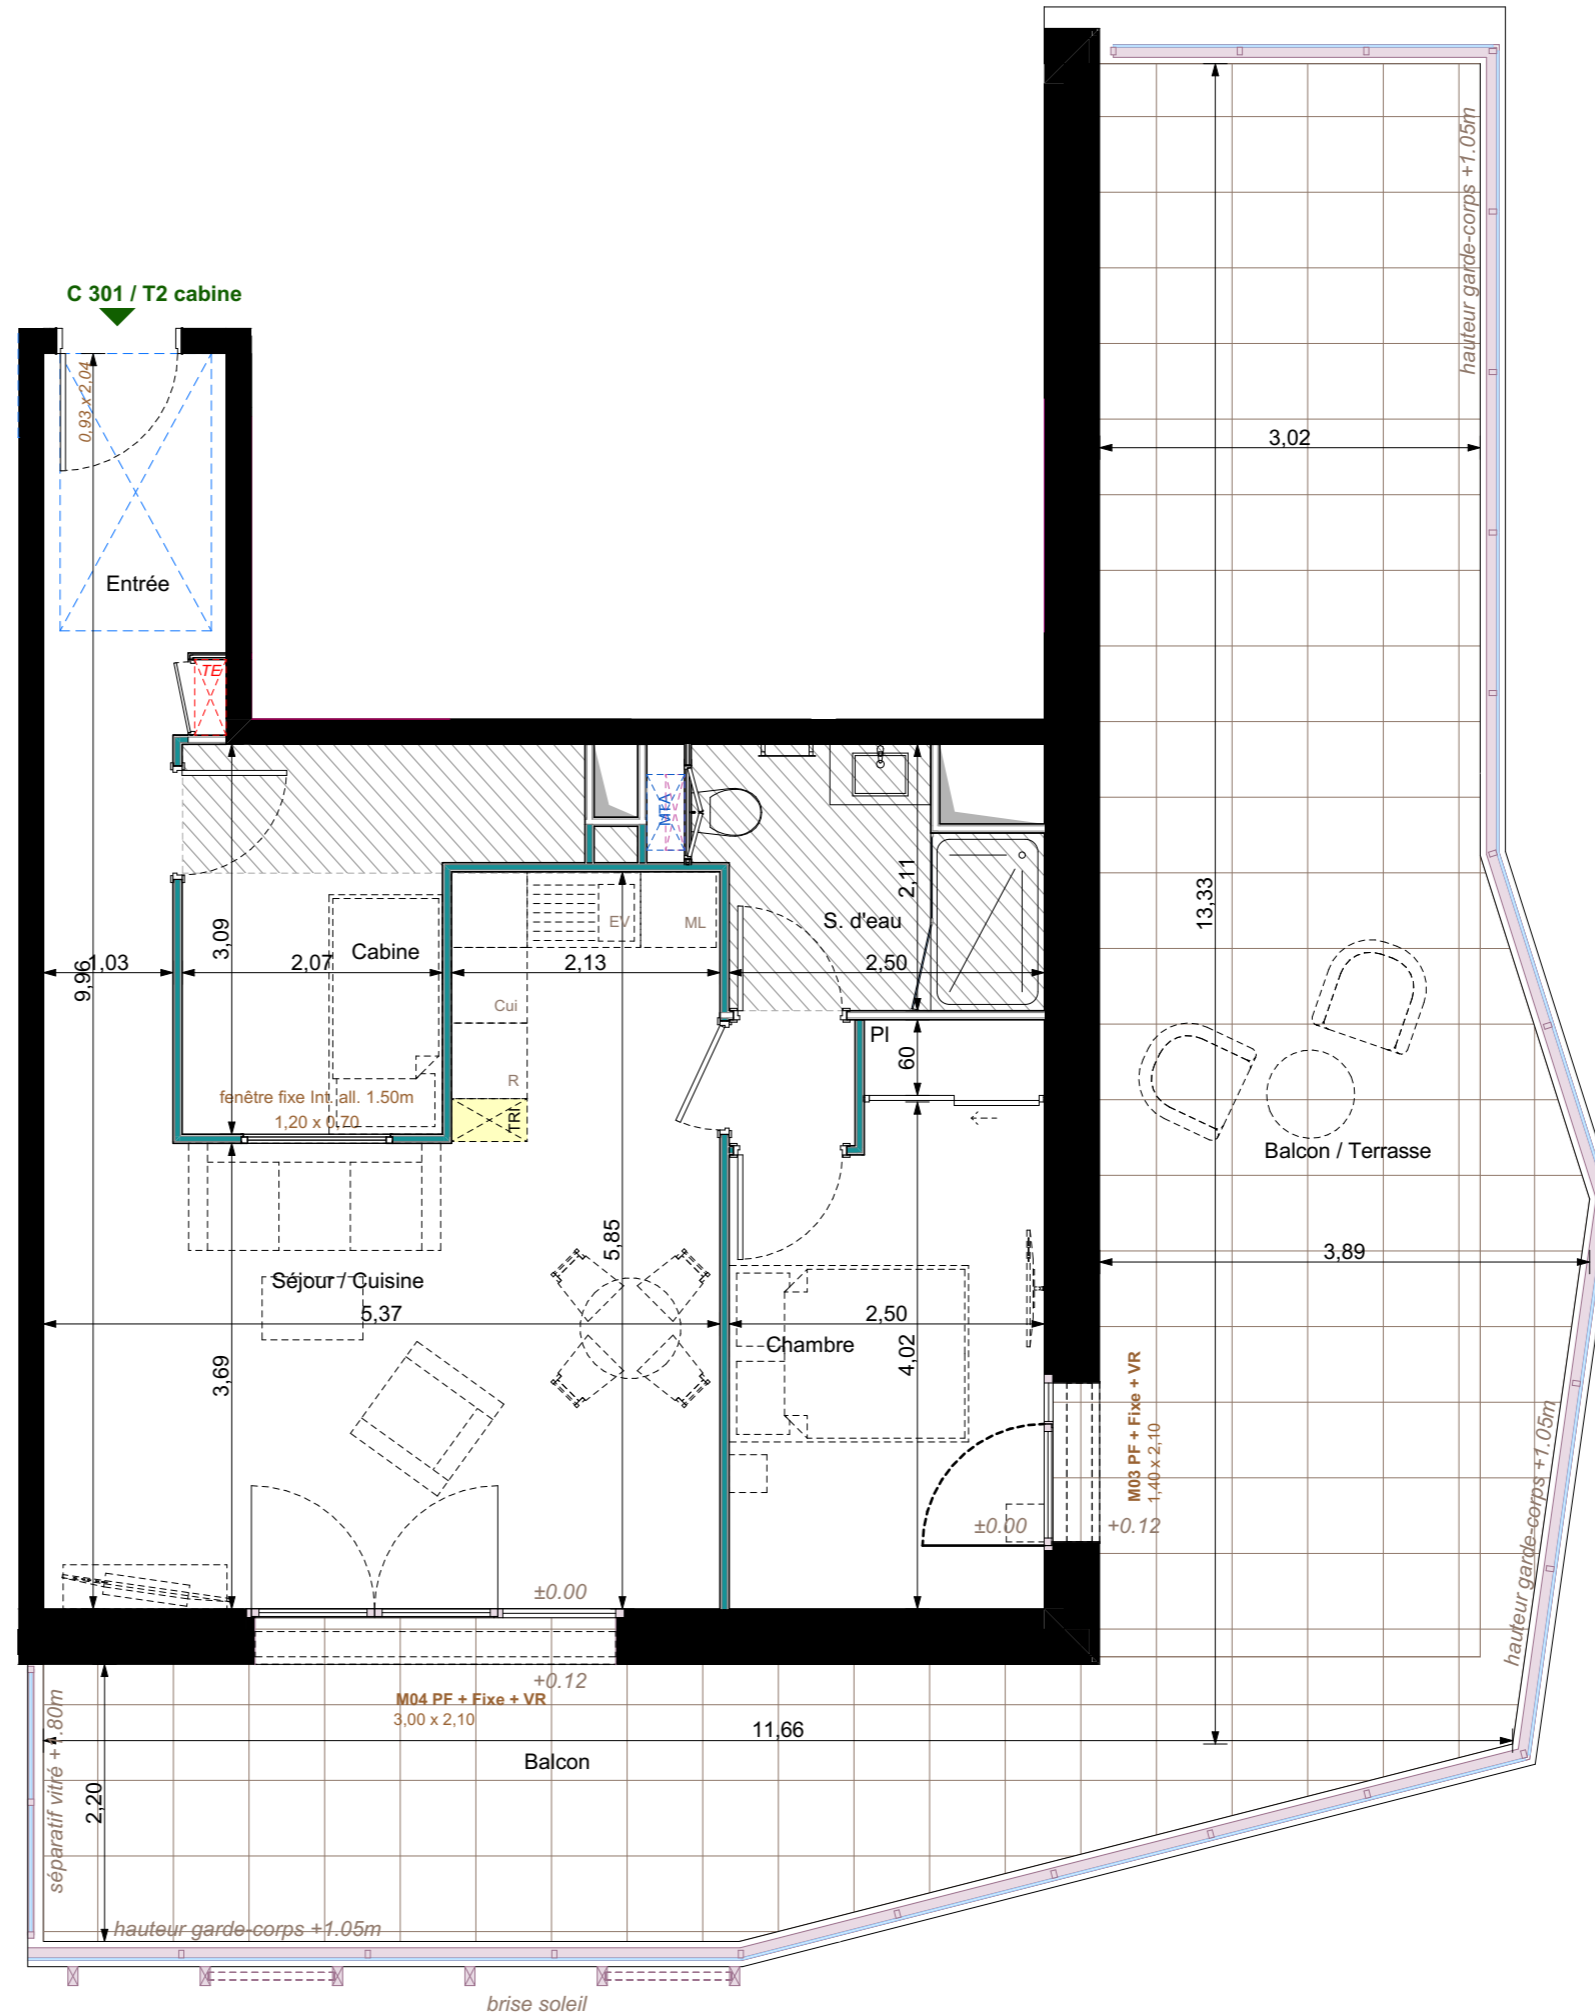 C 301 / T2 cabine
0,93 x 2,04
Entrée
TE
hauteur garde-corps +1.05m
3,02
13,33
MTA
2,11
S. d'eau
EV
ML
3,09
Cabine
9,96
1,03
2,07
2,13
2,50
Cui
R
TRI
Pl
60
fenêtre fixe Int. all. 1.50m
1,20 x 0,70
Balcon / Terrasse
3,89
5,85
Séjour / Cuisine
5,37
2,50
Chambre
4,02
3,69
M03 PF + Fixe + VR
1,40 x 2,10
hauteur garde-corps +1.05m
±0.00
+0.12
±0.00
+0.12
M04 PF + Fixe + VR
3,00 x 2,10
11,66
Balcon
2,20
séparatif vitré +1.80m
hauteur garde-corps +1.05m
brise soleil